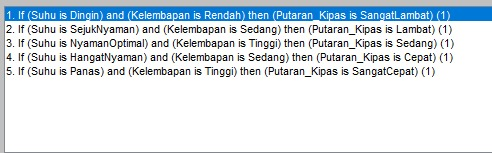 1. If (Suhu is Dingin) and (Kelembapan is Rendah) then (Putaran_Kipas is SangatLambat) (1)
2. If (Suhu is SejukNyaman) and (Kelembapan is Sedang) then (Putaran_Kipas is Lambat) (1)
3. If (Suhu is NyamanOptimal) and (Kelembapan is Tinggi) then (Putaran_Kipas is Sedang) (1)
4. If (Suhu is HangatNyaman) and (Kelembapan is Sedang) then (Putaran_Kipas is Cepat) (1)
5. If (Suhu is Panas) and (Kelembapan is Tinggi) then (Putaran_Kipas is SangatCepat) (1)